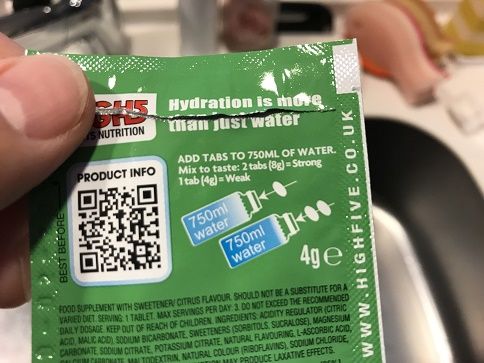 Hydration is more
than just water
NUTRITION
ADD TABS TO 750ML OF WATER.
Mix to taste: 2 tabs (8g) = Strong
1 tab (4g) = Weak
PRODUCT INFO
BEST BEFORE
750ml
water
750ml
water
4g e
WWW.HIGHFIVE.CO.UK
FOOD SUPPLEMENT WITH SWEETENER/ CITRUS FLAVOUR. SHOULD NOT BE A SUBSTITUTE FOR A
VARIED DIET. SERVING: 1 TABLET. MAX SERVINGS PER DAY: 3. DO NOT EXCEED THE RECOMMENDED
DAILY DOSAGE. KEEP OUT OF REACH OF CHILDREN. INGREDIENTS: ACIDITY REGULATOR (CITRIC
ACID, MALIC ACID), SODIUM BICARBONATE, SWEETENERS (SORBITOLS, SUCRALOSE), MAGNESIUM
CARBONATE, SODIUM CITRATE, POTASSIUM CITRATE, NATURAL FLAVOURING, L-ASCORBIC ACID,
CARBONATE, MALTODEXTRIN, NATURAL COLOUR (RIBOFLAVINS), SODIUM CHLORIDE,
MAY PRODUCE LAXATIVE EFFECTS.